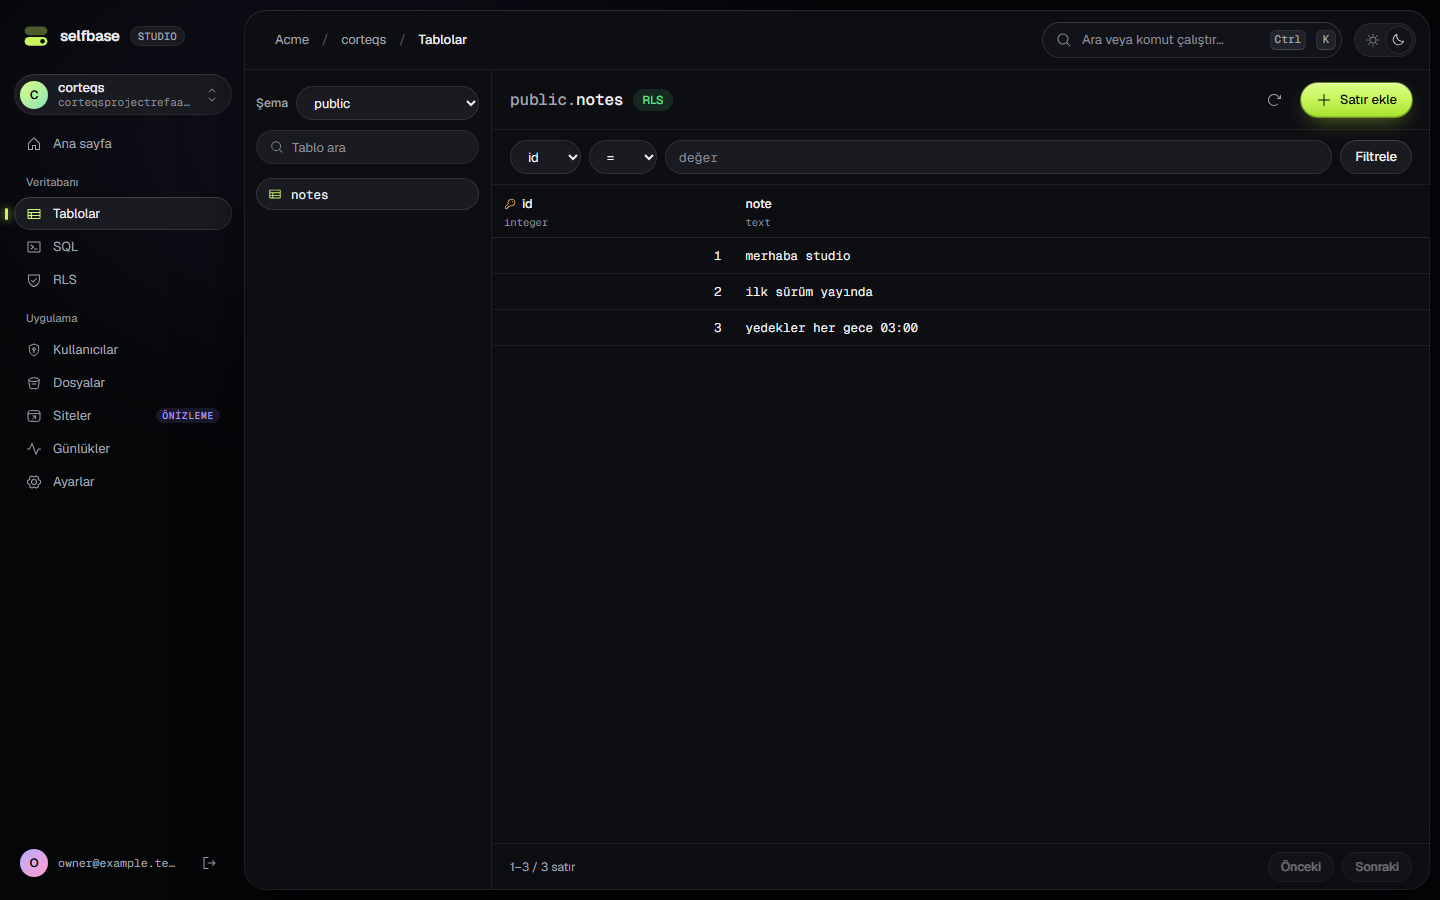 selfbase STUDIO
corteqs
corteqsprojectrefaa…
Ana sayfa
Veritabanı
Tablolar
SQL
RLS
Uygulama
Kullanıcılar
Dosyalar
Siteler ÖNİZLEME
Günlükler
Ayarlar
O owner@example.te…
Acme / corteqs / Tablolar
Ara veya komut çalıştır… Ctrl K
Şema public
Tablo ara
notes
public.notes RLS
Satır ekle
id = değer Filtrele
id note
integer text
1 merhaba studio
2 ilk sürüm yayında
3 yedekler her gece 03:00
1–3 / 3 satır
Önceki Sonraki
C